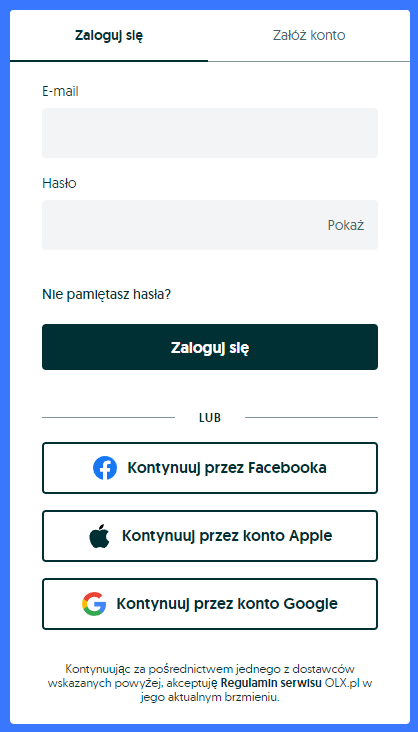 Zaloguj się
Załóż konto
E-mail
Hasło
Pokaż
Nie pamiętasz hasła?
Zaloguj się
LUB
Kontynuuj przez Facebooka
Kontynuuj przez konto Apple
Kontynuuj przez konto Google
Kontynuując za pośrednictwem jednego z dostawców
wskazanych powyżej, akceptuję Regulamin serwisu OLX.pl w
jego aktualnym brzmieniu.